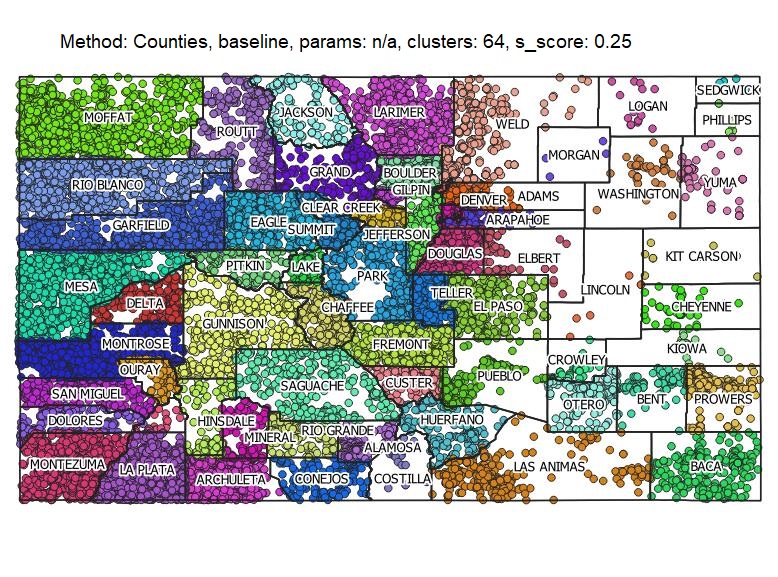 Method: Counties, baseline, params: n/a, clusters: 64, s_score: 0.25
SEDGWICK
LOGAN
MOFFAT
JACKSON
LARIMER
PHILLIPS
WELD
ROUTT
MORGAN
GRAND
BOULDER
RIO BLANCO
YUMA
GILPIN
WASHINGTON
DENVER
ADAMS
CLEAR CREEK
EAGLE
ARAPAHOE
GARFIELD
SUMMIT
JEFFERSON
DOUGLAS
KIT CARSON
ELBERT
PITKIN
LAKE
PARK
MESA
LINCOLN
TELLER
DELTA
EL PASO
CHAFFEE
CHEYENNE
GUNNISON
MONTROSE
FREMONT
KIOWA
CROWLEY
OURAY
PUEBLO
SAGUACHE
CUSTER
SAN MIGUEL
BENT
PROWERS
OTERO
DOLORES
HINSDALE
HUERFANO
RIO GRANDE
MINERAL
ALAMOSA
MONTEZUMA
LA PLATA
LAS ANIMAS
BACA
ARCHULETA
CONEJOS
COSTILLA